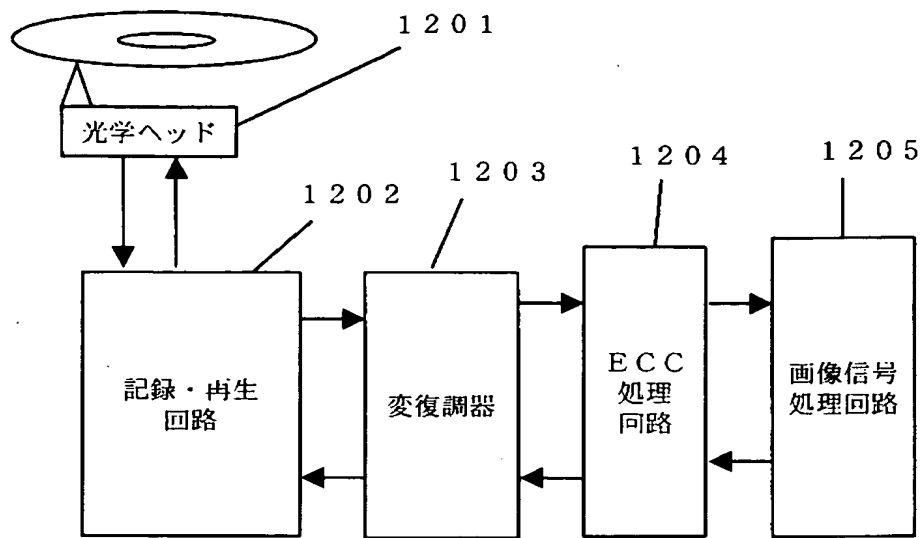 1201
光学ヘッド
1202
1203
1204
1205
記録・再生
回路
変復調器
ECC
処理
回路
画像信号
処理回路